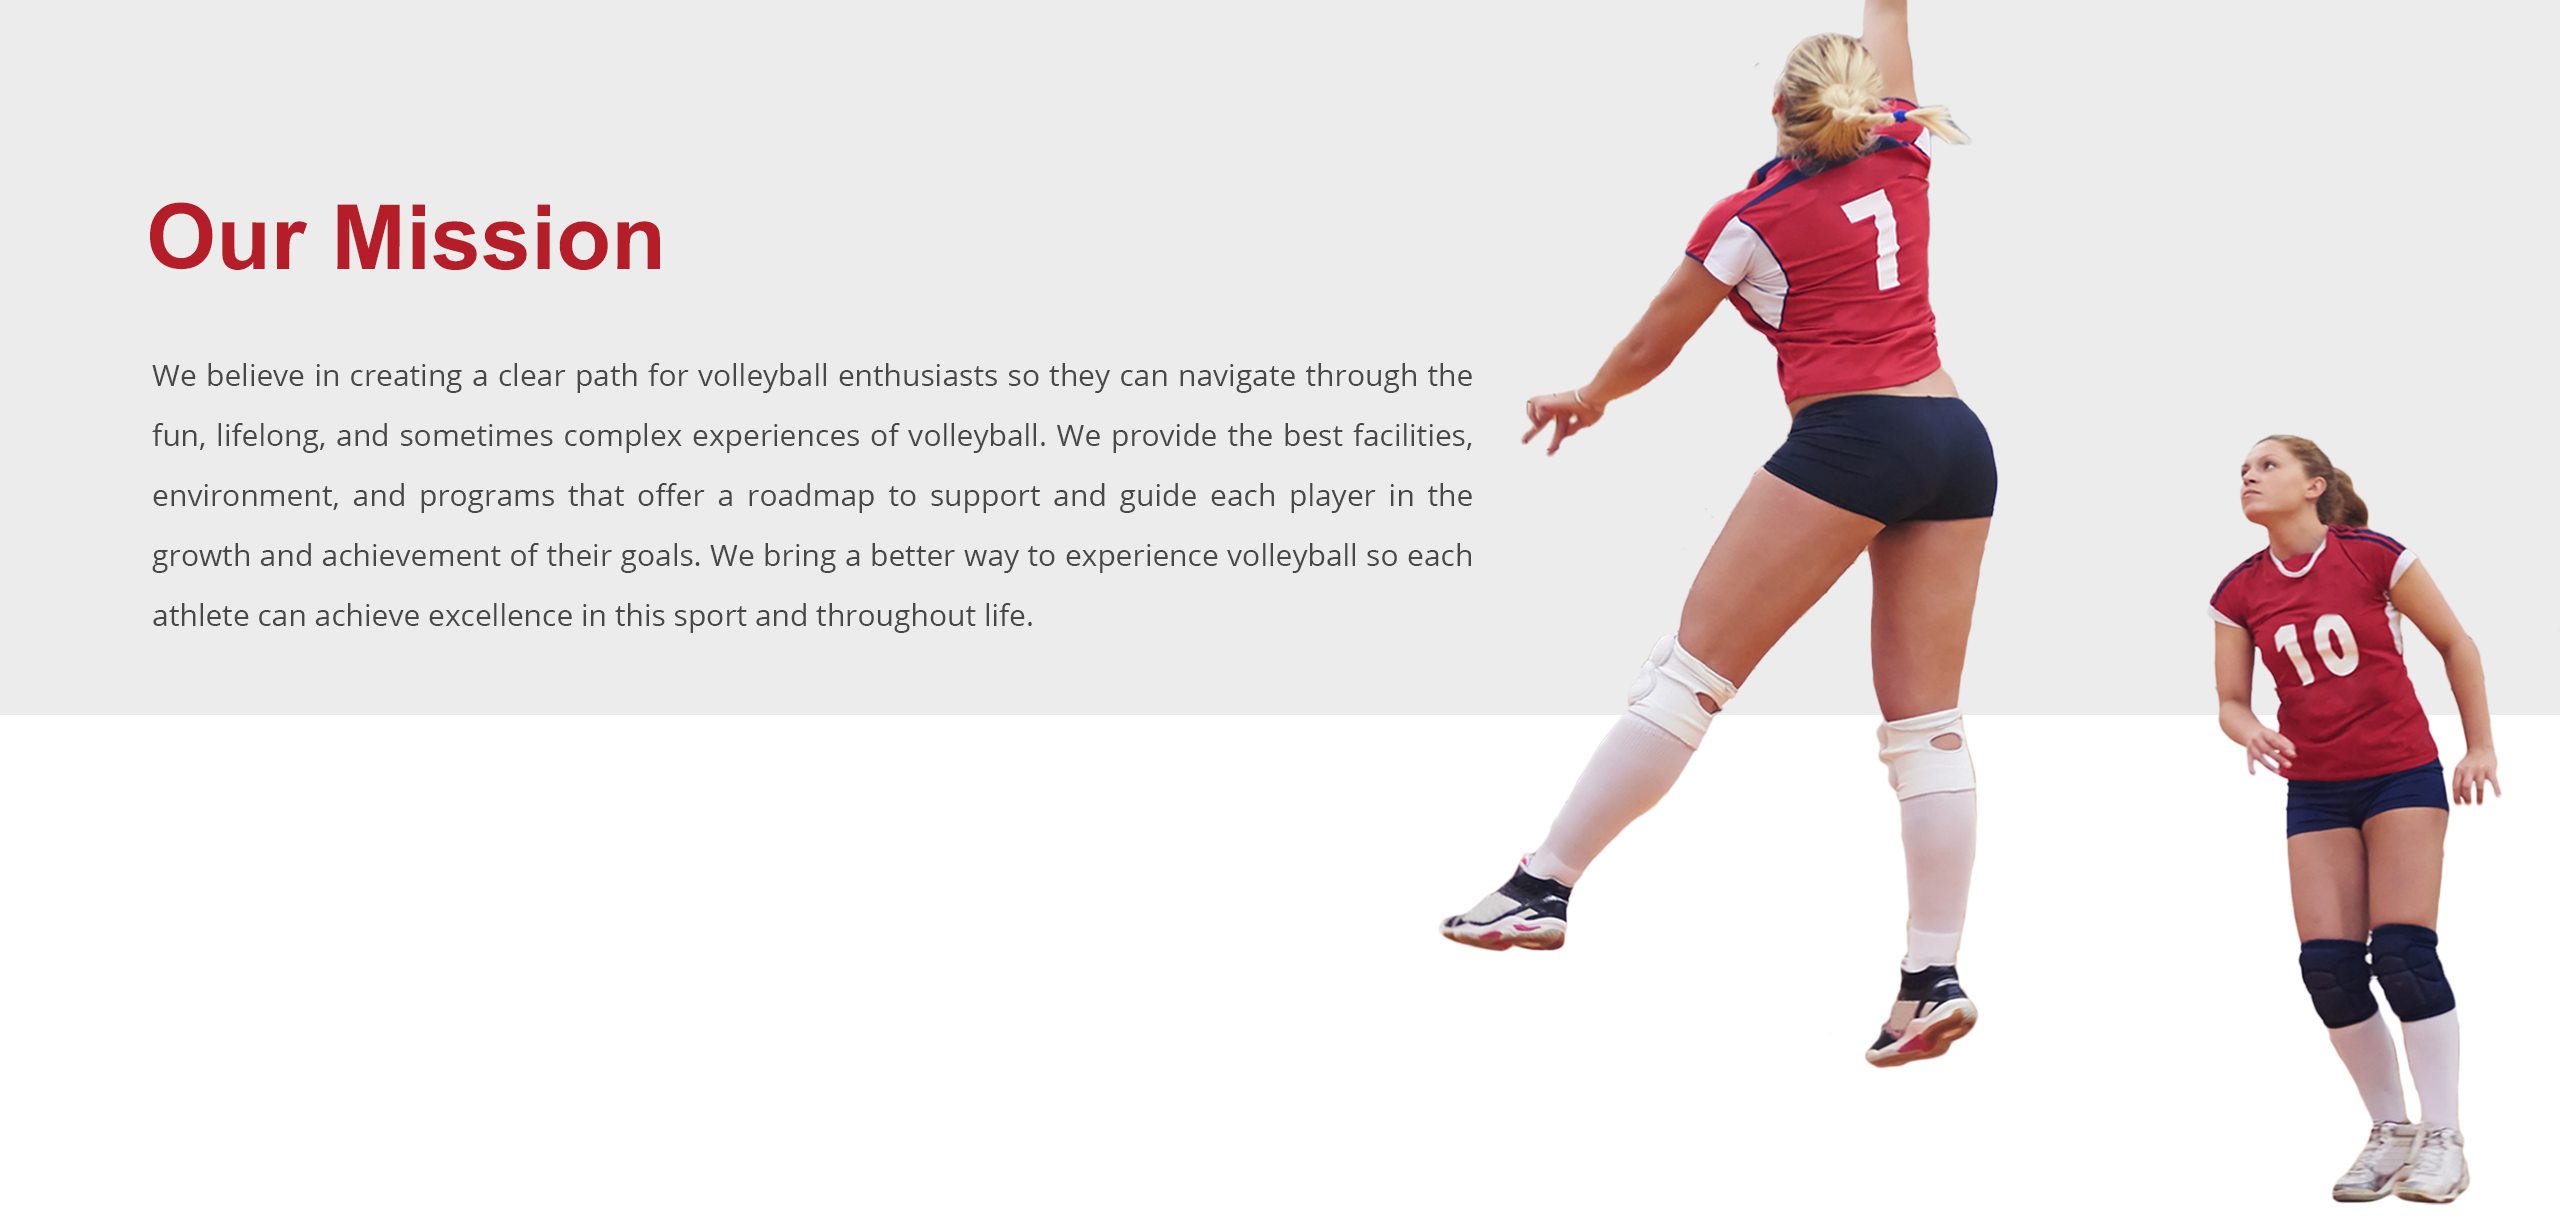 Our Mission
We believe in creating a clear path for volleyball enthusiasts so they can navigate through the
fun, lifelong, and sometimes complex experiences of volleyball. We provide the best facilities,
environment, and programs that offer a roadmap to support and guide each player in the
growth and achievement of their goals. We bring a better way to experience volleyball so each
athlete can achieve excellence in this sport and throughout life.
7
10